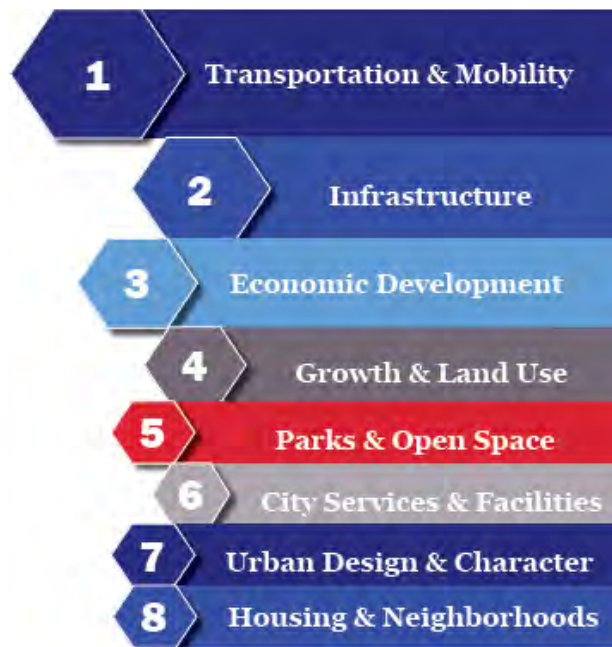 1 Transportation & Mobility
2 Infrastructure
3 Economic Development
4 Growth & Land Use
5 Parks & Open Space
6 City Services & Facilities
7 Urban Design & Character
8 Housing & Neighborhoods